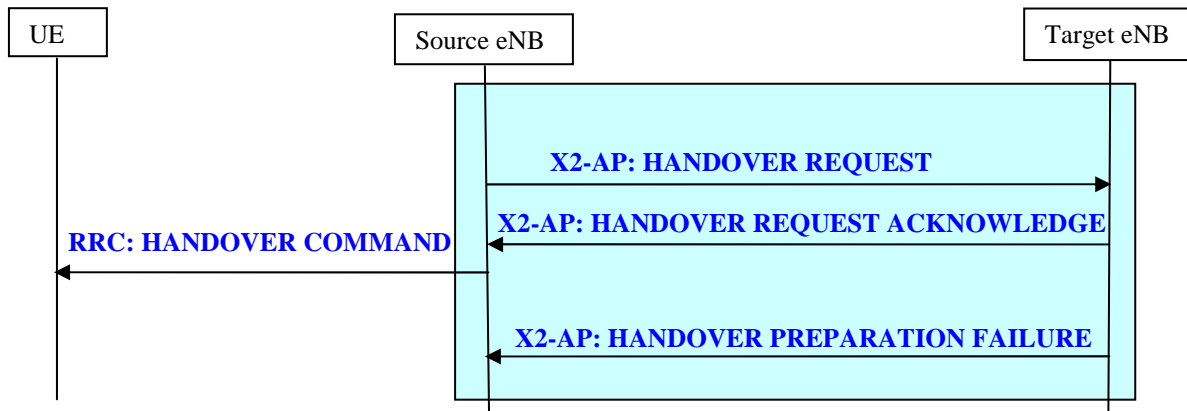 UE
Source eNB
Target eNB
X2-AP: HANDOVER REQUEST
X2-AP: HANDOVER REQUEST ACKNOWLEDGE
RRC: HANDOVER COMMAND
X2-AP: HANDOVER PREPARATION FAILURE